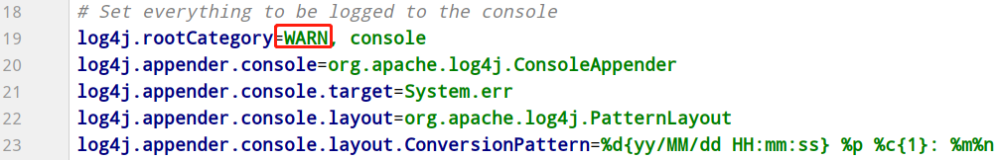 18 # Set everything to be logged to the console
19 log4j.rootCategory=WARN, console
20 log4j.appender.console=org.apache.log4j.ConsoleAppender
21 log4j.appender.console.target=System.err
22 log4j.appender.console.layout=org.apache.log4j.PatternLayout
23 log4j.appender.console.layout.ConversionPattern=%d{yy/MM/dd HH:mm:ss} %p %c{1}: %m%n